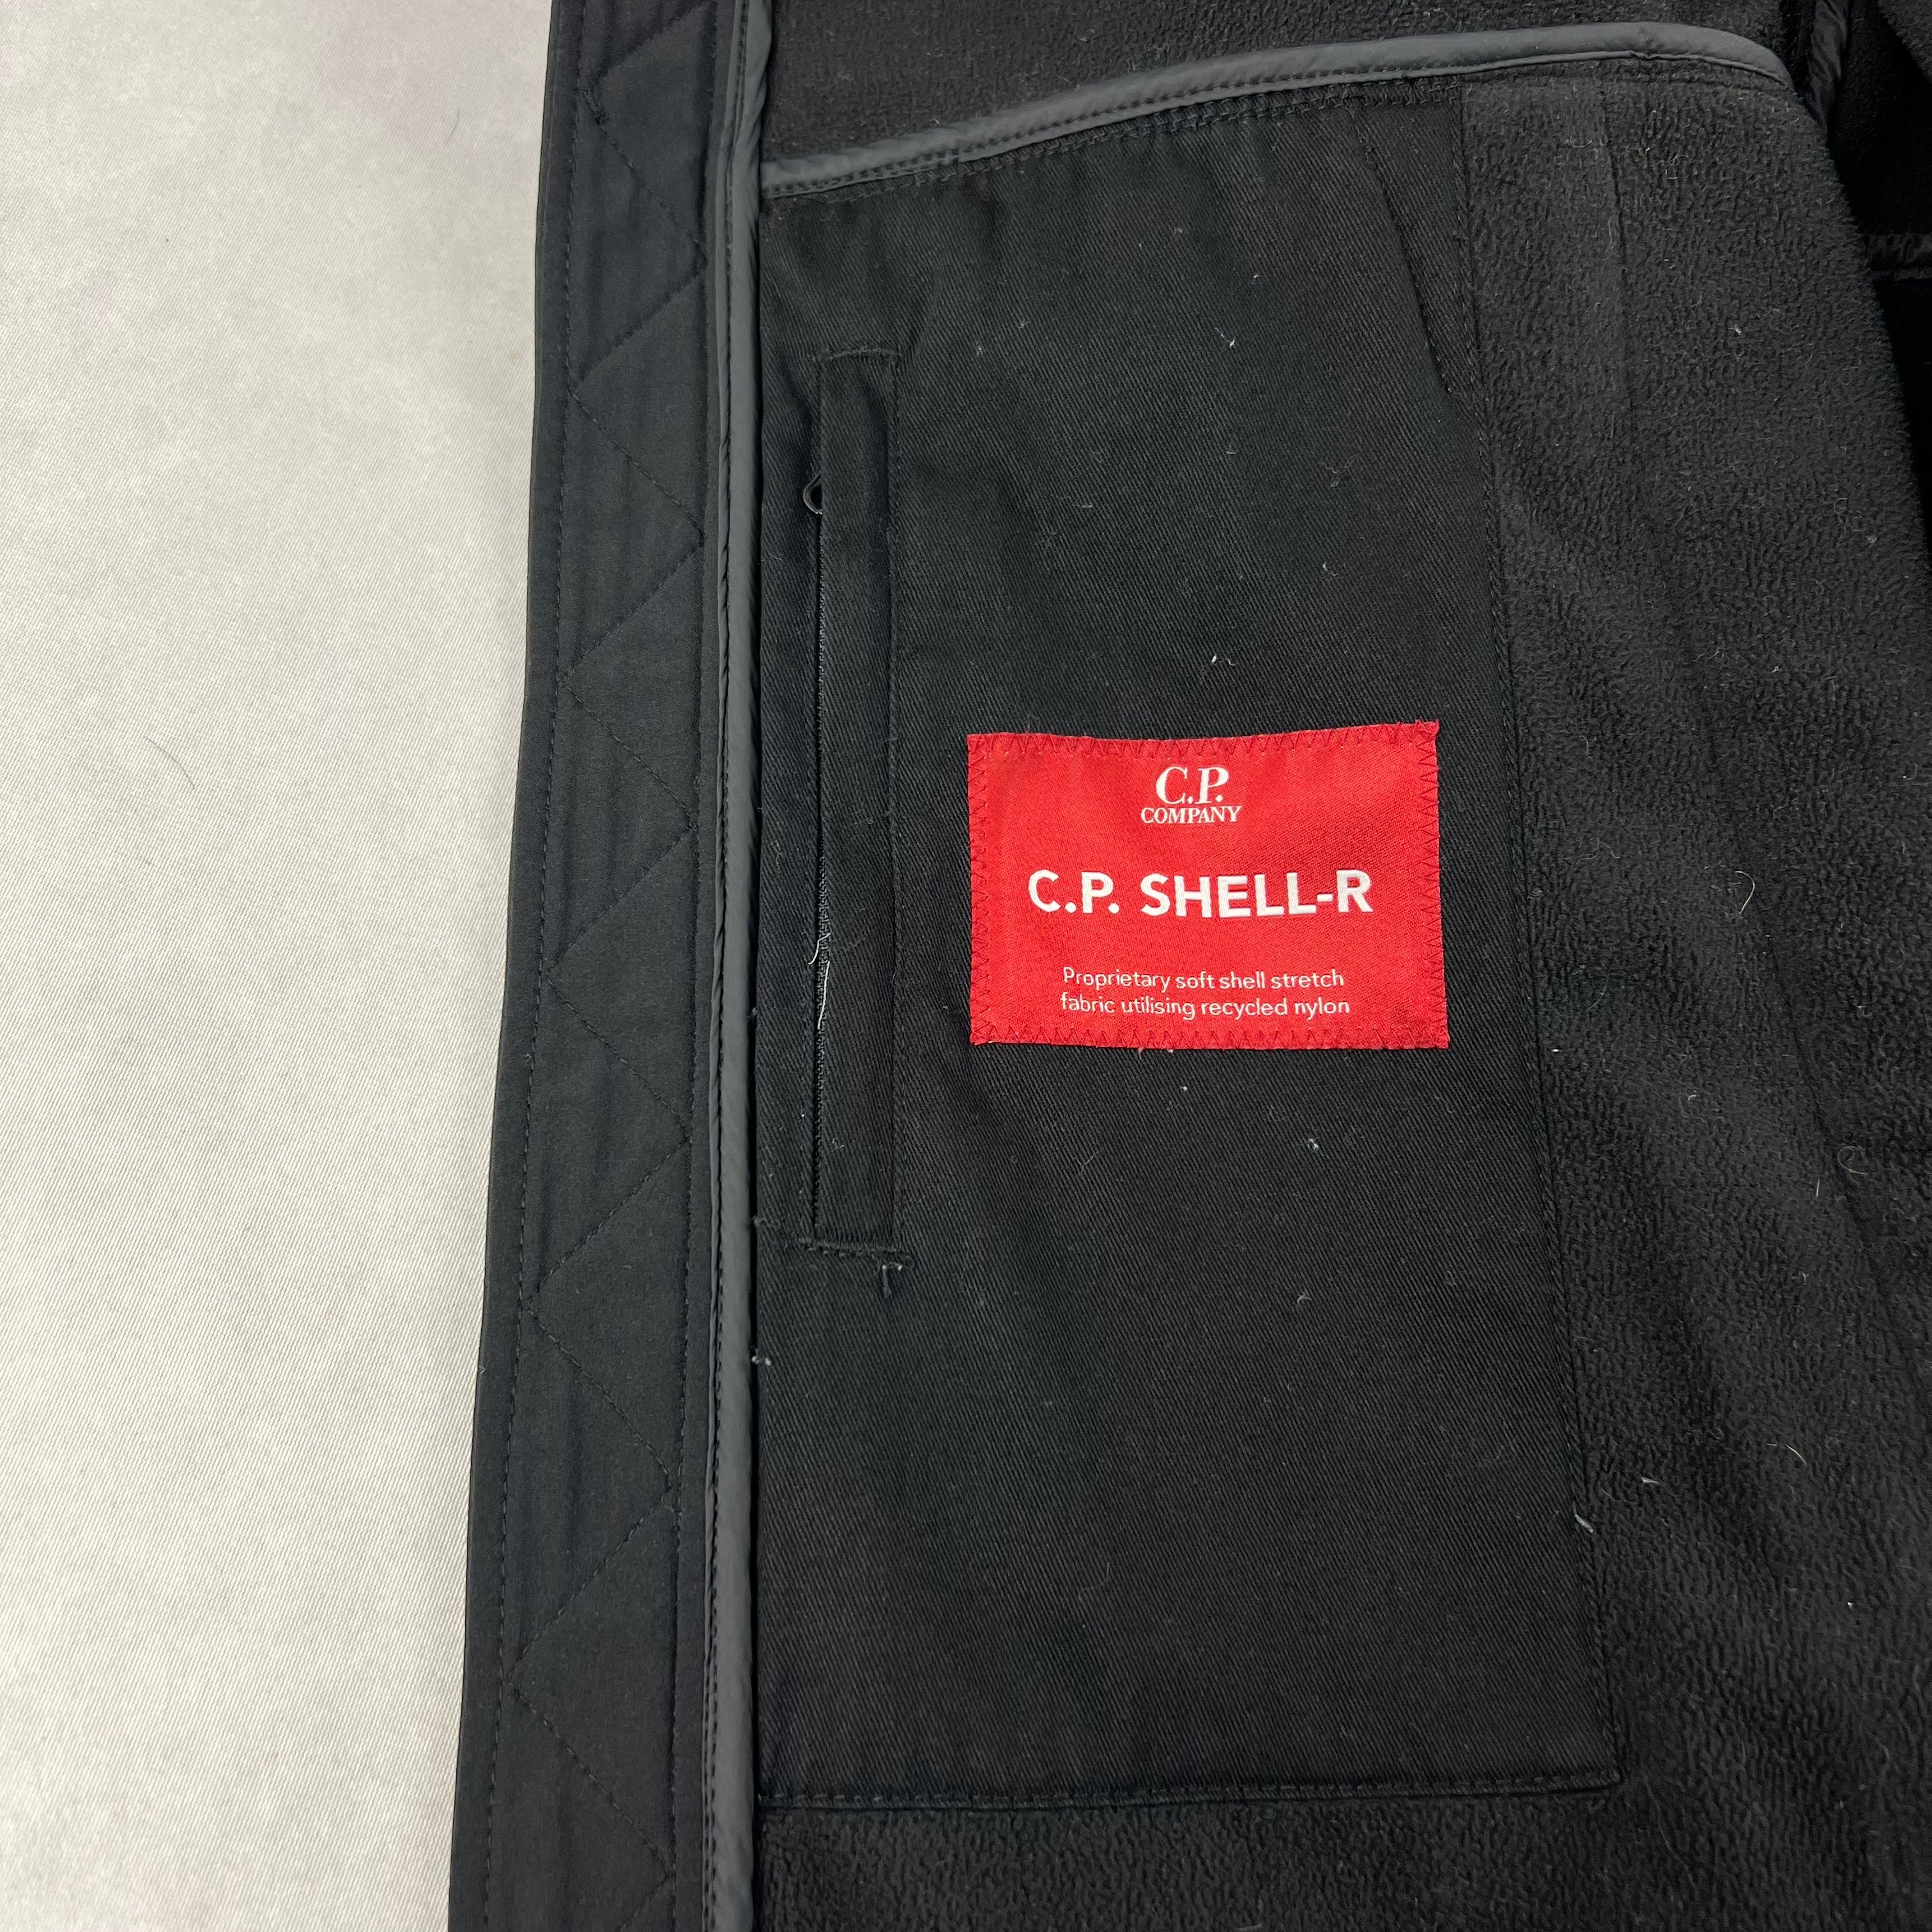 C.P.
COMPANY
C.P. SHELL-R
Proprietary soft shell stretch
fabric utilising recycled nylon